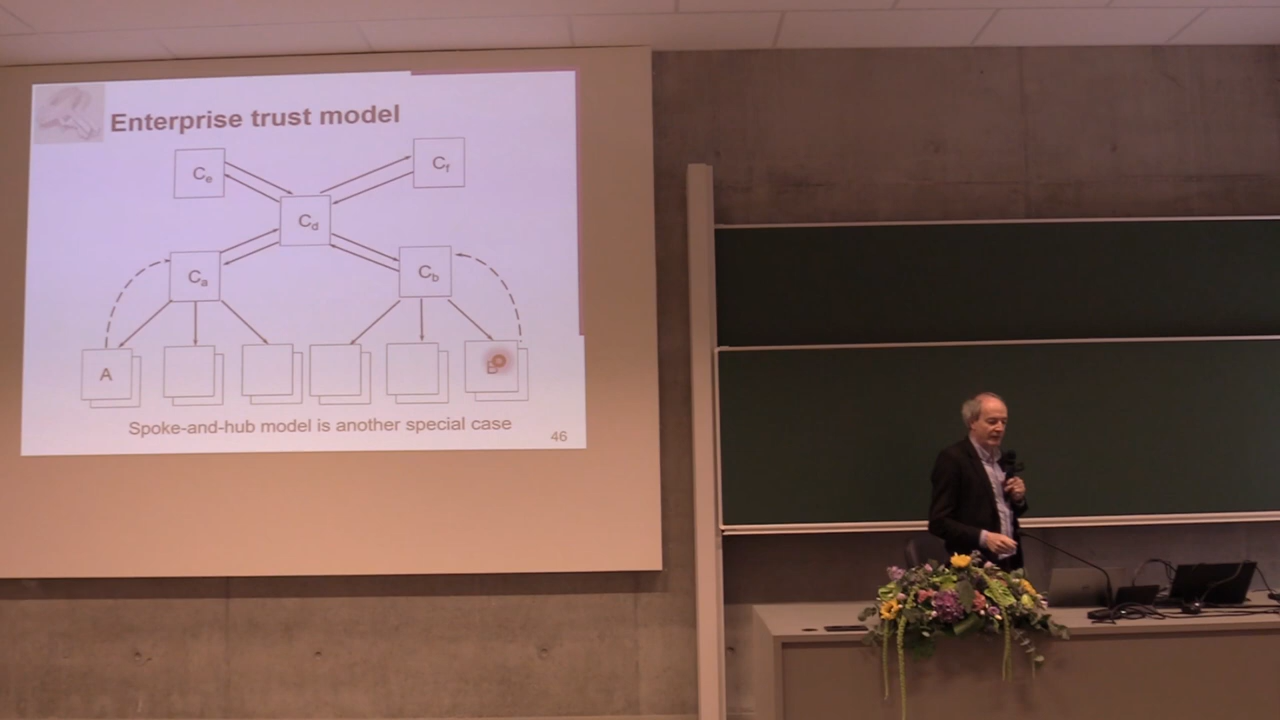 Enterprise trust model
Ce
Cf
Cd
Ca
Cb
A
B
Spoke-and-hub model is another special case
46